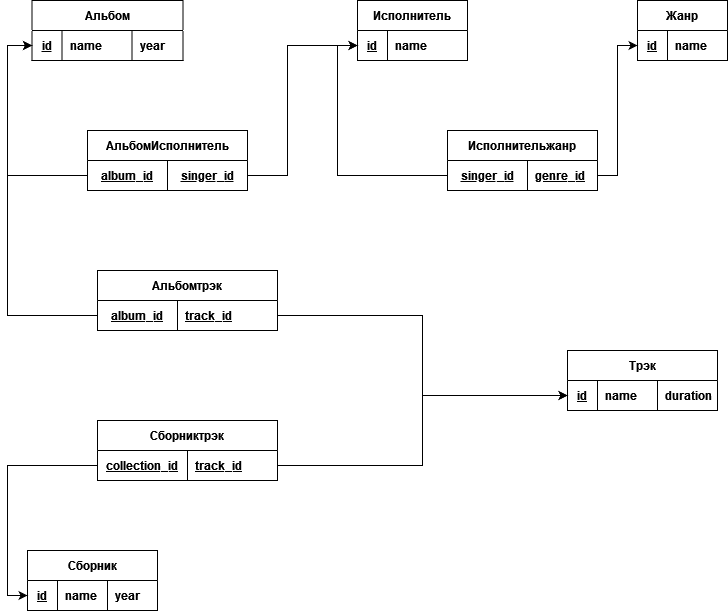 Альбом
id name year
Исполнитель
id name
Жанр
id name
АльбомИсполнитель
album_id singer_id
Исполнительжанр
singer_id genre_id
Альбомтрэк
album_id track_id
Трэк
id name duration
Сборниктрэк
collection_id track_id
Сборник
id name year